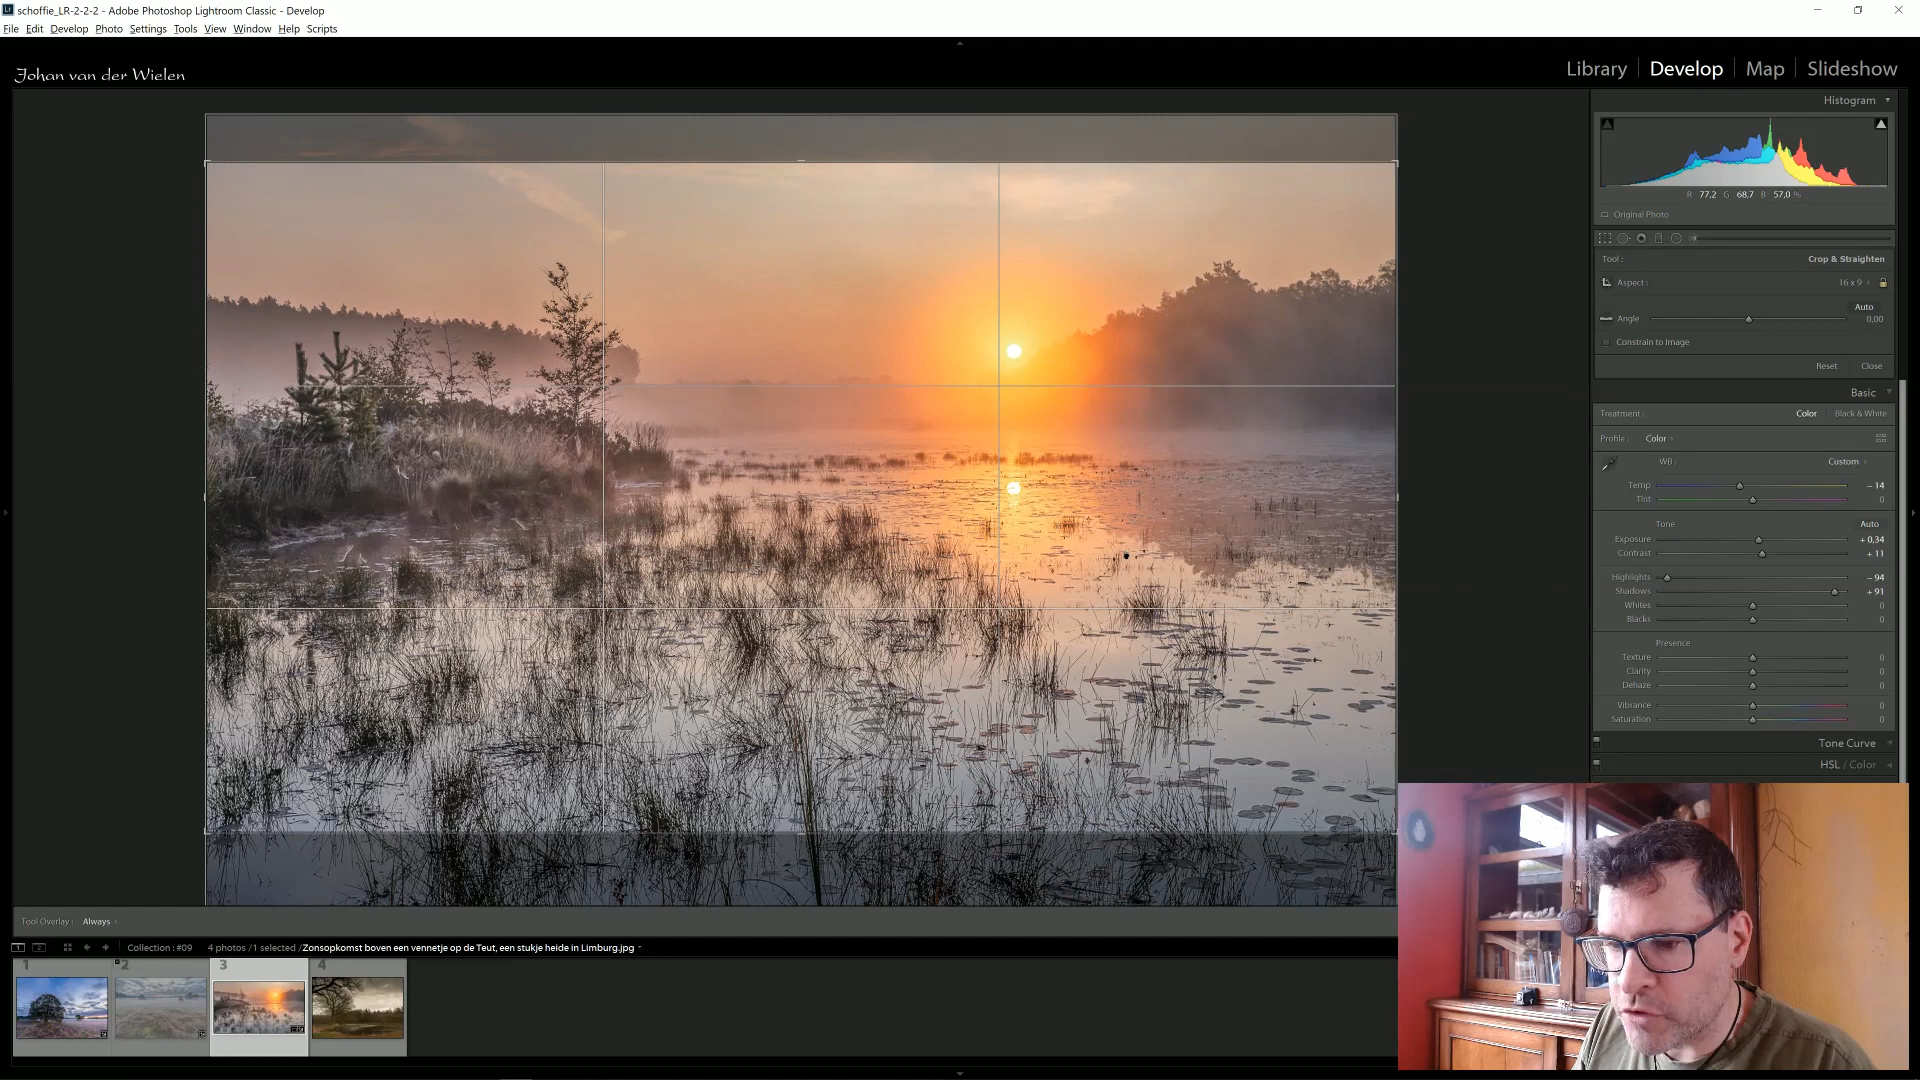 schoffie_LR-2-2-2 - Adobe Photoshop Lightroom Classic - Develop
File Edit Develop Photo Settings Tools View Window Help Scripts
Johan van der Wielen
Library Develop Map Slideshow
Histogram
R 77,2 G 68,7 B 57,0 %
Original Photo
Tool : Crop & Straighten
Aspect : 16 x 9
Auto
Angle 0,00
Constrain to Image
Reset Close
Basic
Treatment : Color Black & White
Profile : Color
WB : Custom
Temp – 14
Tint 0
Tone Auto
Exposure + 0,34
Contrast + 11
Highlights – 94
Shadows + 91
Whites 0
Blacks 0
Presence
Texture 0
Clarity 0
Dehaze 0
Vibrance 0
Saturation 0
Tone Curve
HSL / Color
Tool Overlay : Always
1 2 Collection : #09 4 photos / 1 selected / Zonsopkomst boven een vennetje op de Teut, een stukje heide in Limburg.jpg
1 2 3 4